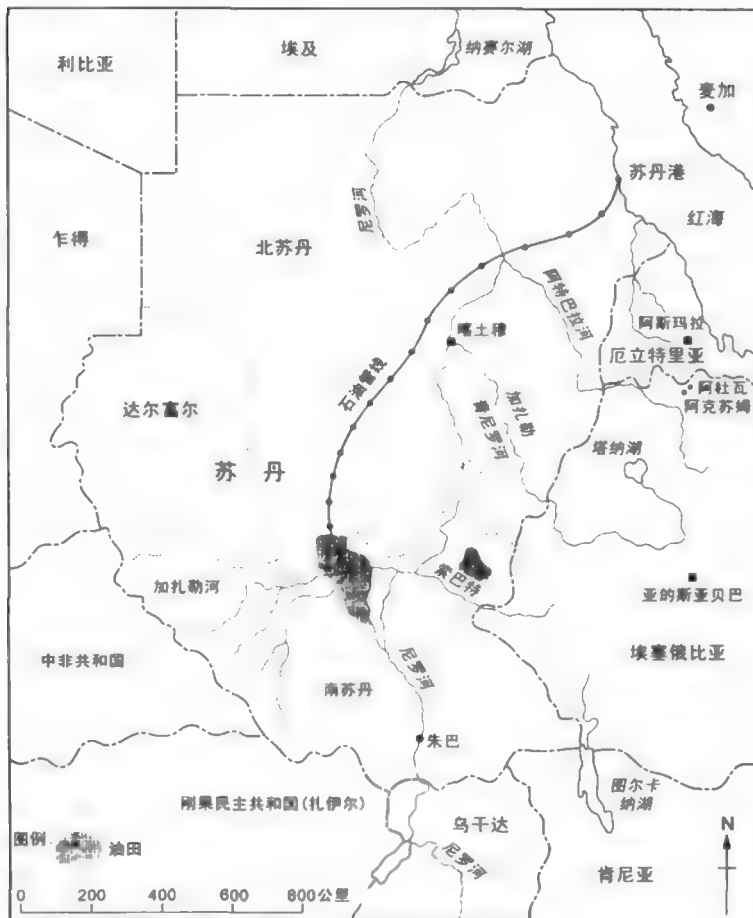 利比亚
埃及
纳赛尔湖
麦加
苏丹港
尼罗河
红海
乍得
北苏丹
阿特巴拉河
喀土穆
阿斯玛拉
厄立特里亚
石油管线
阿杜瓦
阿克苏姆
达尔富尔
加扎勒
青尼罗河
塔纳湖
苏 丹
加扎勒河
索巴特
亚的斯亚贝巴
中非共和国
埃塞俄比亚
南苏丹
尼罗河
朱巴
图尔卡
纳湖
刚果民主共和国(扎伊尔)
乌干达
图例
油田
尼罗河
肯尼亚
N
0 200 400 600 800公里